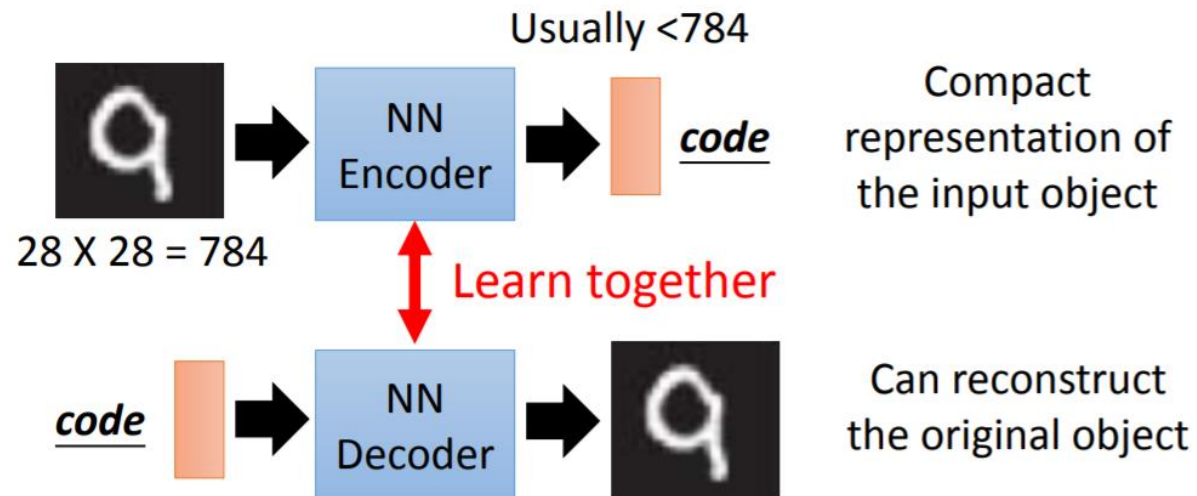 Usually <784
NN
Encoder
code
Compact
representation of
the input object
28 X 28 = 784
Learn together
code
NN
Decoder
Can reconstruct
the original object